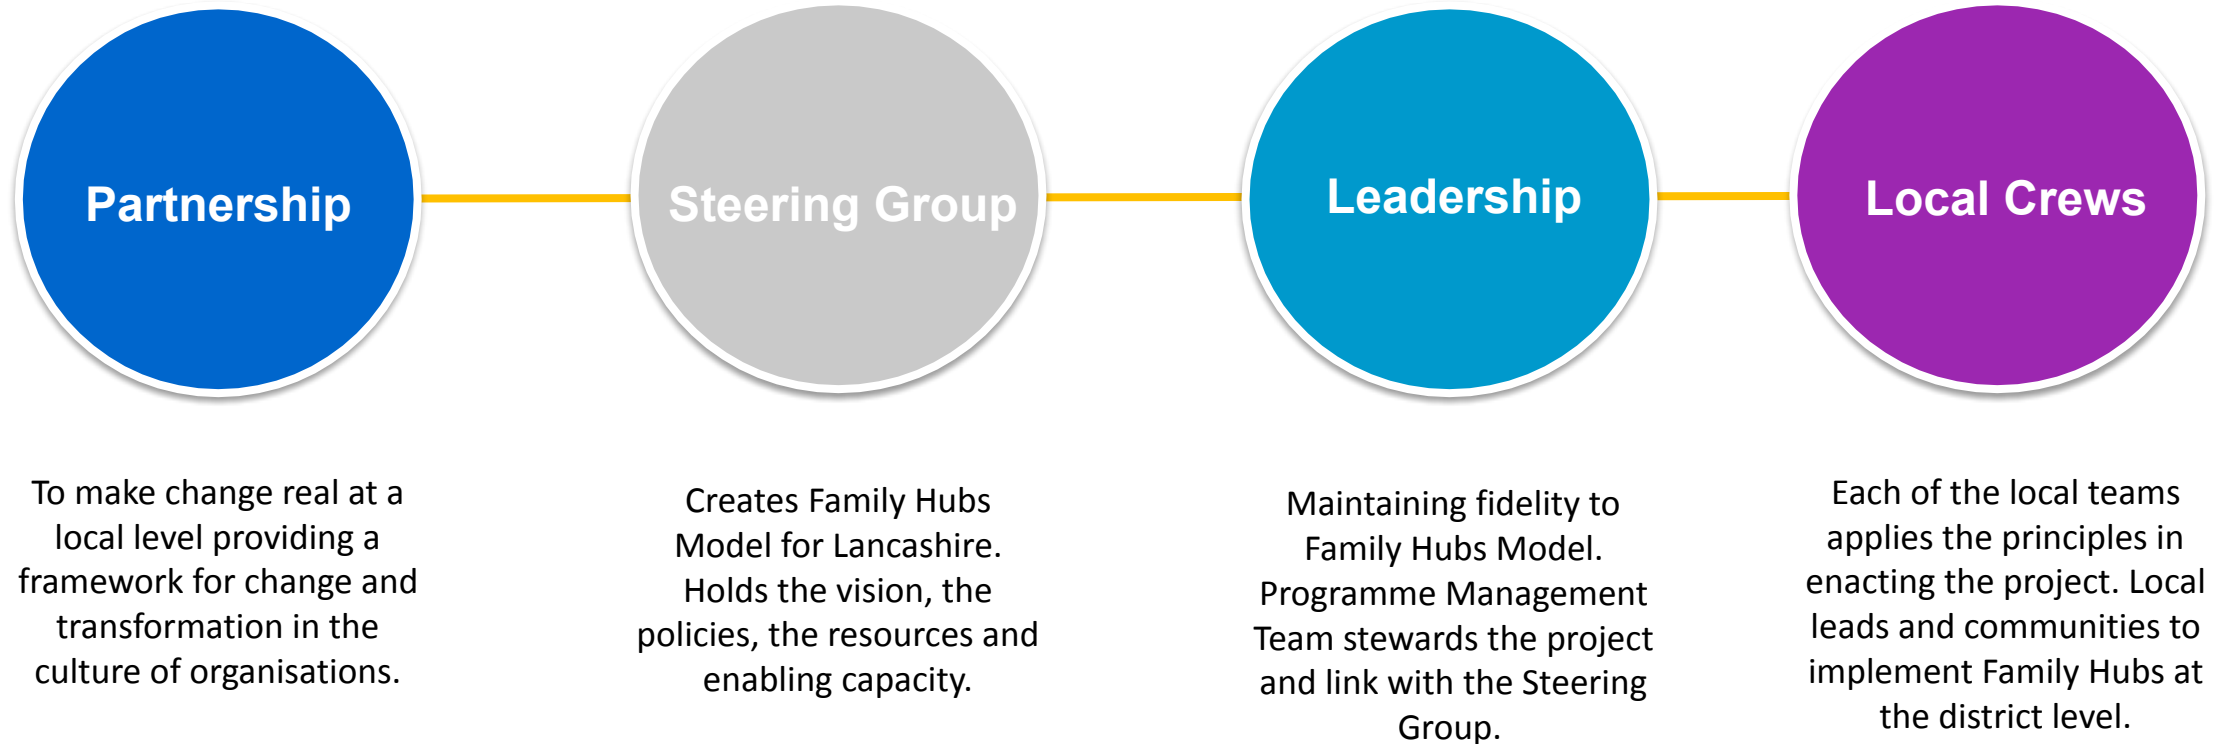 Partnership
Steering Group
Leadership
Local Crews
To make change real at a
local level providing a
framework for change and
transformation in the
culture of organisations.
Creates Family Hubs
Model for Lancashire.
Holds the vision, the
policies, the resources and
enabling capacity.
Maintaining fidelity to
Family Hubs Model.
Programme Management
Team stewards the project
and link with the Steering
Group.
Each of the local teams
applies the principles in
enacting the project. Local
leads and communities to
implement Family Hubs at
the district level.